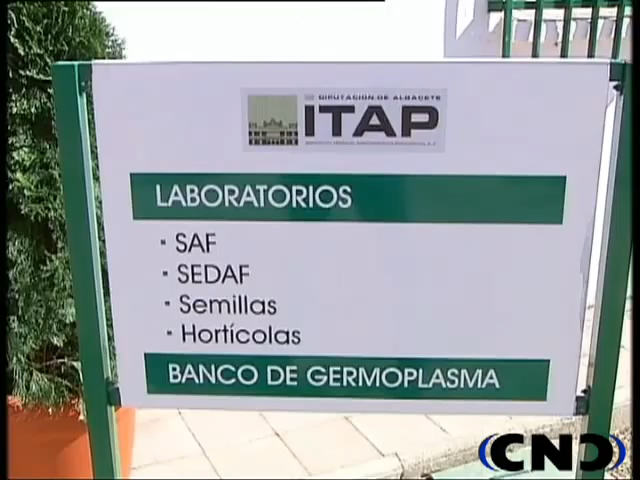 DIPUTACIÓN DE ALBACETE
ITAP
LABORATORIOS
▪ SAF
▪ SEDAF
▪ Semillas
▪ Hortícolas
BANCO DE GERMOPLASMA
CND